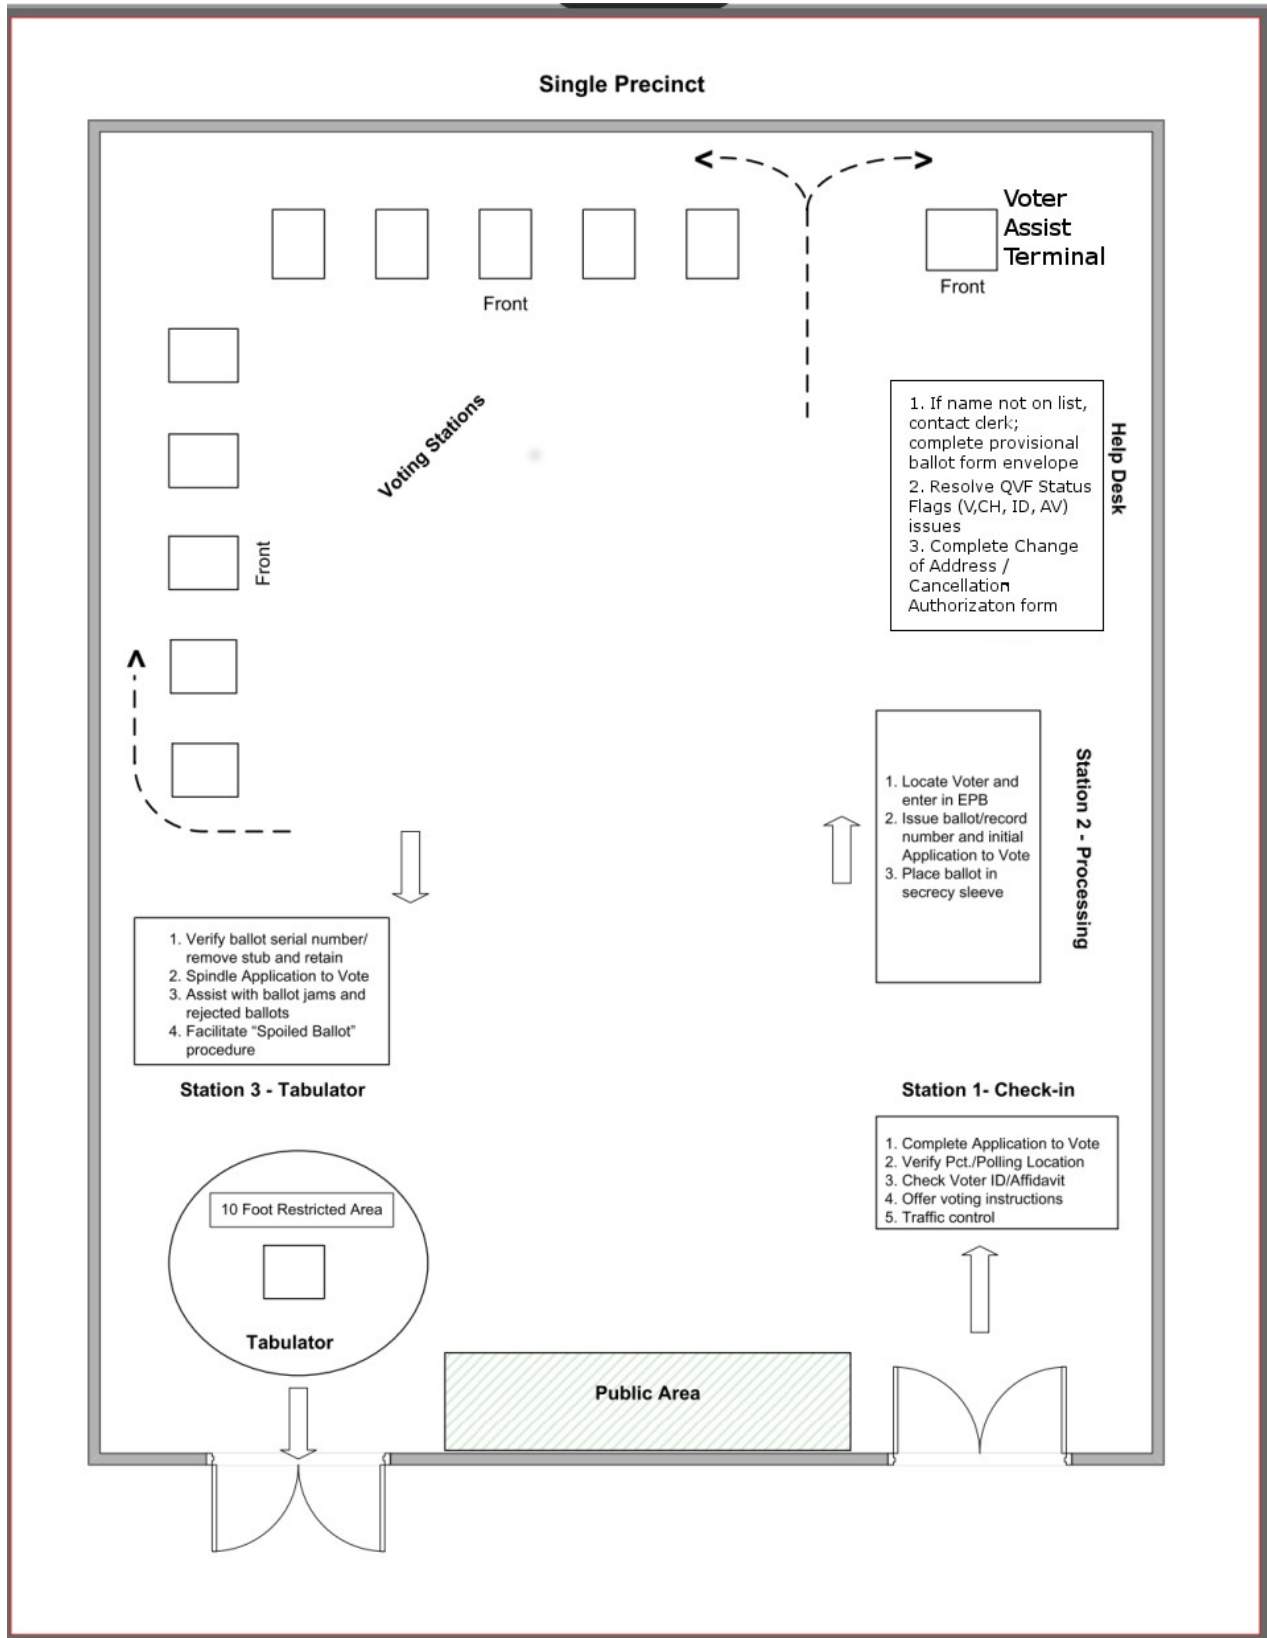 Single Precinct
Voter
Assist
Terminal
Front
Front
Voting Stations
Front
1. If name not on list,
contact clerk;
complete provisional
ballot form envelope
2. Resolve QVF Status
Flags (V,CH, ID, AV)
issues
3. Complete Change
of Address /
Cancellation
Authorizaton form
Help Desk
1. Locate Voter and
enter in EPB
2. Issue ballot/record
number and initial
Application to Vote
3. Place ballot in
secrecy sleeve
Station 2 - Processing
1. Verify ballot serial number/
remove stub and retain
2. Spindle Application to Vote
3. Assist with ballot jams and
rejected ballots
4. Facilitate “Spoiled Ballot”
procedure
Station 3 - Tabulator
Station 1- Check-in
1. Complete Application to Vote
2. Verify Pct./Polling Location
3. Check Voter ID/Affidavit
4. Offer voting instructions
5. Traffic control
10 Foot Restricted Area
Tabulator
Public Area